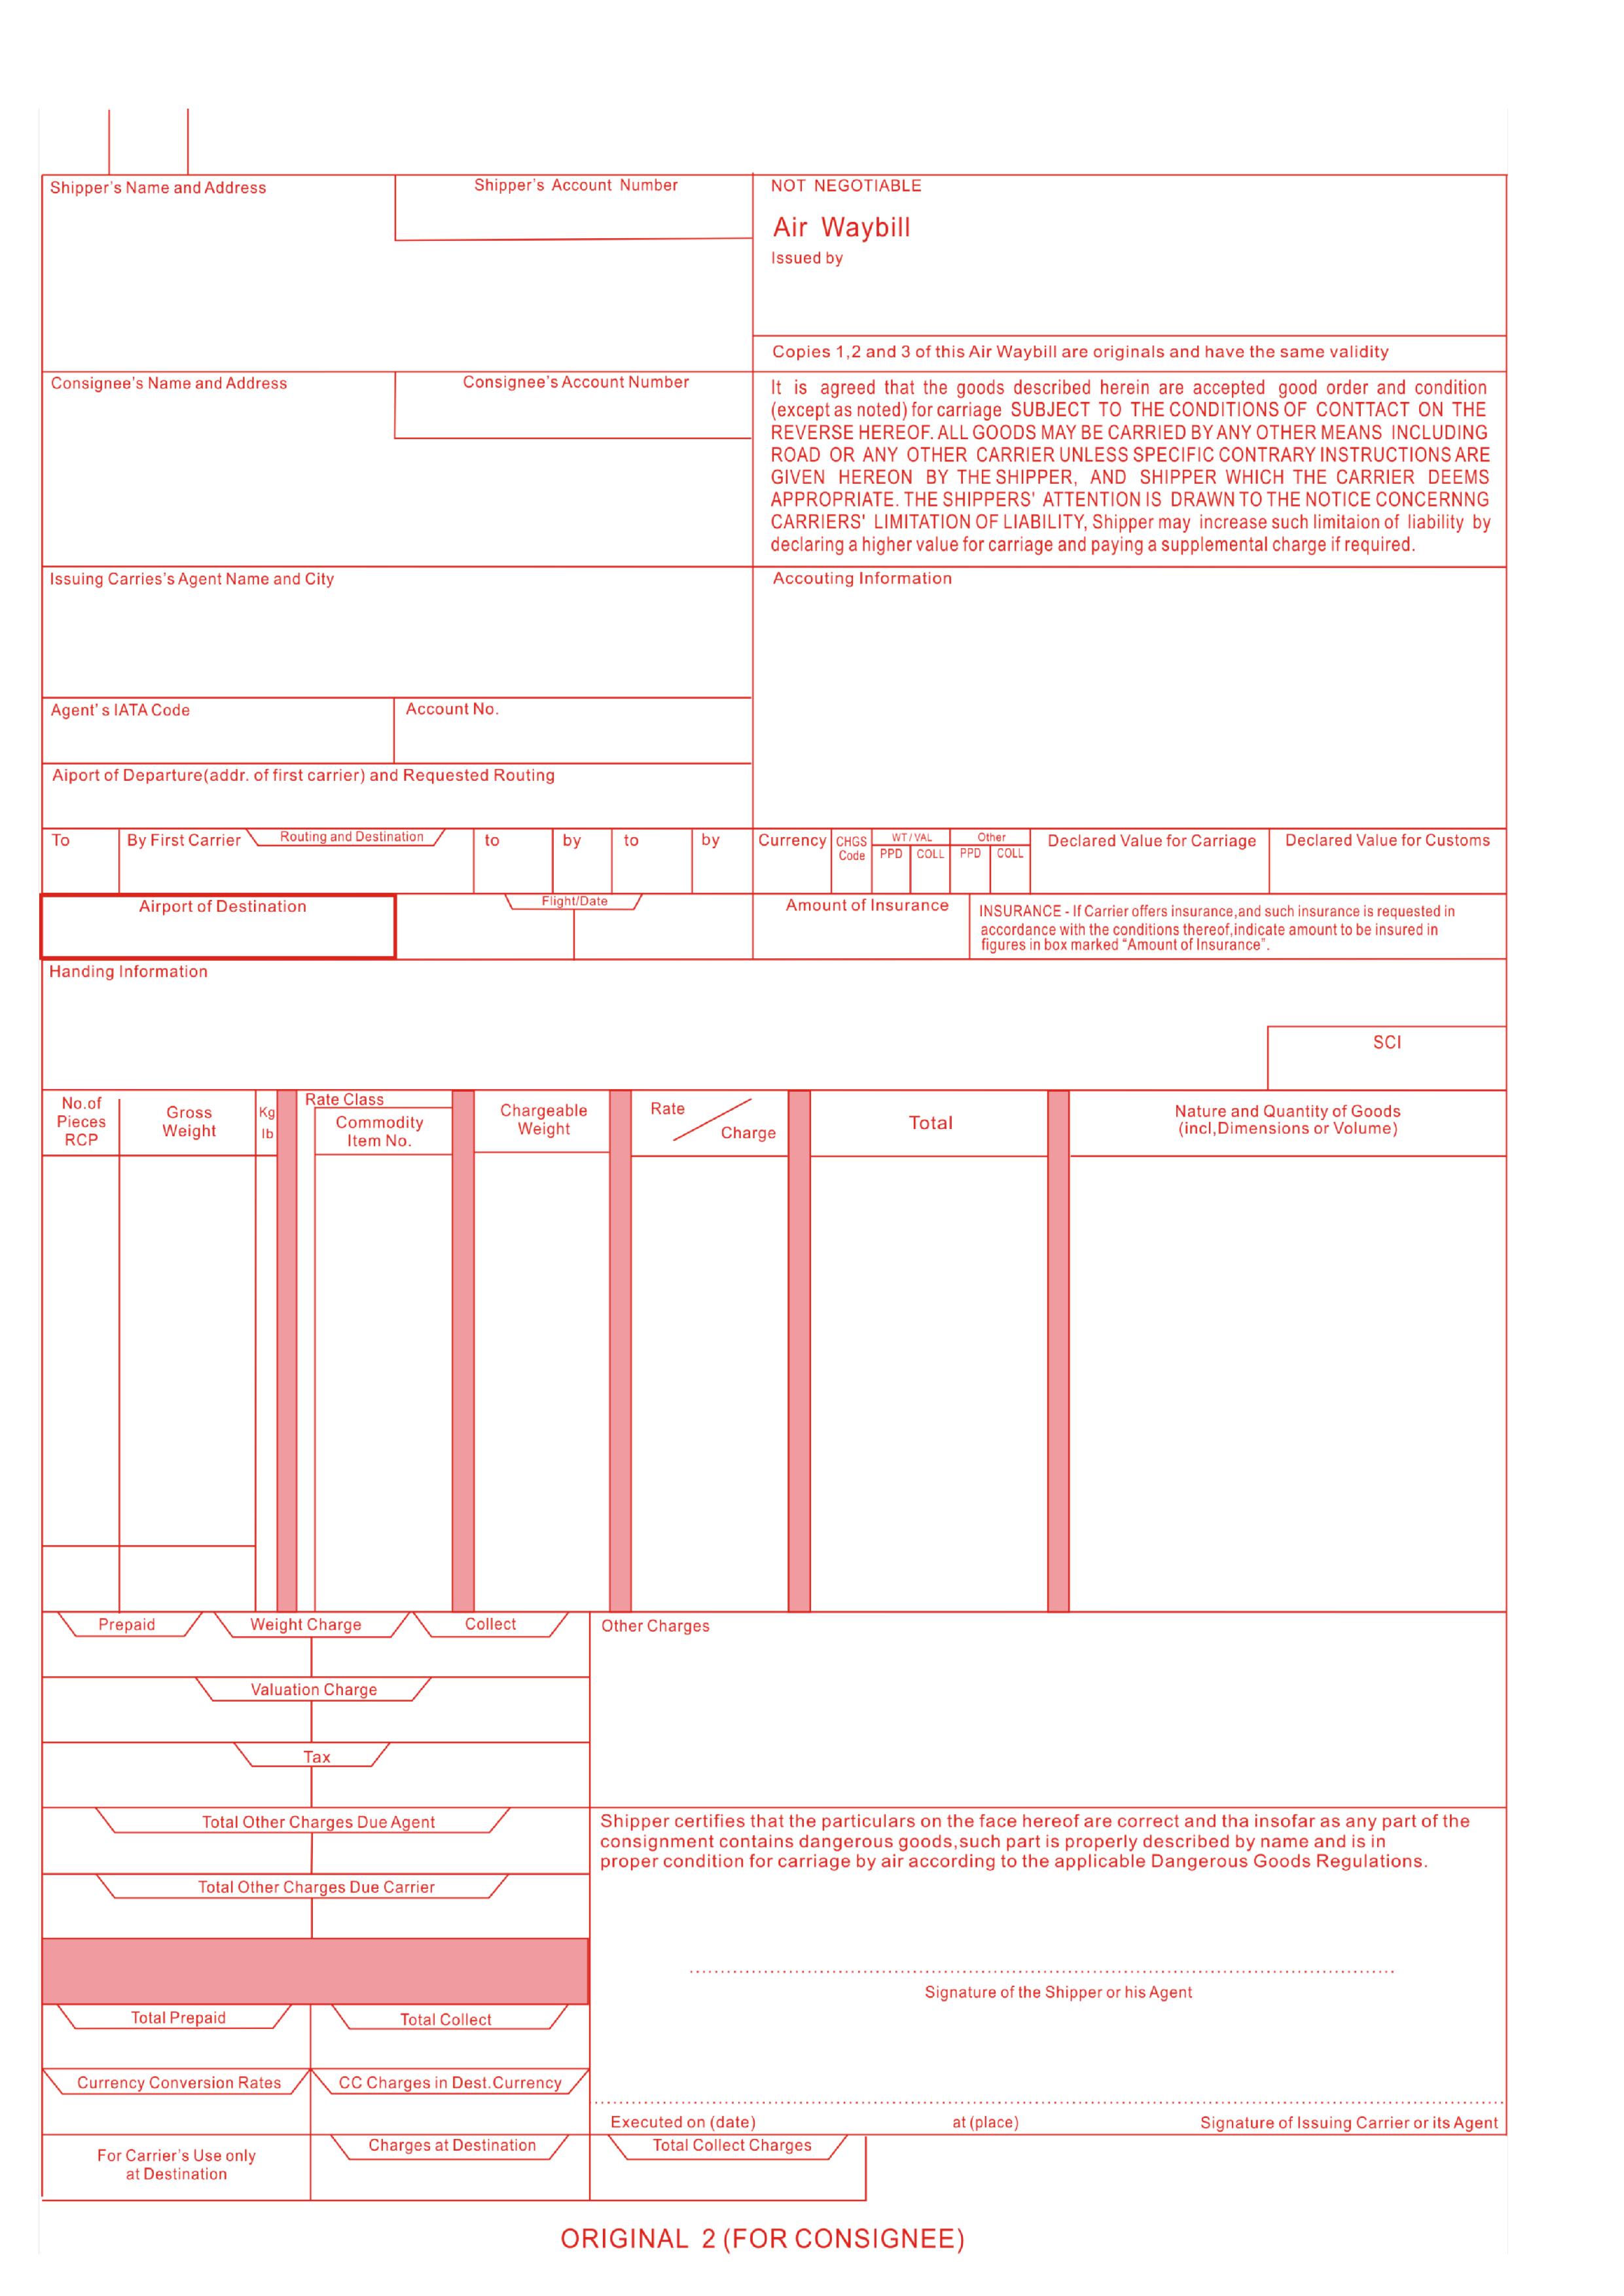 Shipper's Name and Address
Shipper's Account Number
NOT NEGOTIABLE
Air Waybill
Issued by
Copies 1,2 and 3 of this Air Waybill are originals and have the same validity
Consignee's Name and Address
Consignee's Account Number
It is agreed that the goods described herein are accepted good order and condition
(except as noted) for carriage SUBJECT TO THE CONDITIONS OF CONTTACT ON THE
REVERSE HEREOF. ALL GOODS MAY BE CARRIED BY ANY OTHER MEANS INCLUDING
ROAD OR ANY OTHER CARRIER UNLESS SPECIFIC CONTRARY INSTRUCTIONS ARE
GIVEN HEREON BY THE SHIPPER, AND SHIPPER WHICH THE CARRIER DEEMS
APPROPRIATE. THE SHIPPERS' ATTENTION IS DRAWN TO THE NOTICE CONCERNNG
CARRIERS' LIMITATION OF LIABILITY, Shipper may increase such limitaion of liability by
declaring a higher value for carriage and paying a supplemental charge if required.
Issuing Carries's Agent Name and City
Accouting Information
Agent's IATA Code
Account No.
Aiport of Departure(addr. of first carrier) and Requested Routing
To
By First Carrier
Routing and Destination
to
by
to
by
Currency
CHGS
Code
WT/VAL
PPD
COLL
Other
PPD
COLL
Declared Value for Carriage
Declared Value for Customs
Airport of Destination
Flight/Date
Amount of Insurance
INSURANCE - If Carrier offers insurance,and such insurance is requested in
accordance with the conditions thereof,indicate amount to be insured in
figures in box marked “Amount of Insurance”.
Handing Information
SCI
No.of
Pieces
RCP
Gross
Weight
Kg
lb
Rate Class
Commodity
Item No.
Chargeable
Weight
Rate
Charge
Total
Nature and Quantity of Goods
(incl,Dimensions or Volume)
Prepaid
Weight Charge
Collect
Other Charges
Valuation Charge
Tax
Total Other Charges Due Agent
Shipper certifies that the particulars on the face hereof are correct and tha insofar as any part of the
consignment contains dangerous goods,such part is properly described by name and is in
proper condition for carriage by air according to the applicable Dangerous Goods Regulations.
Total Other Charges Due Carrier
Signature of the Shipper or his Agent
Total Prepaid
Total Collect
Currency Conversion Rates
CC Charges in Dest.Currency
Executed on (date)
at (place)
Signature of Issuing Carrier or its Agent
For Carrier's Use only
at Destination
Charges at Destination
Total Collect Charges
ORIGINAL 2 (FOR CONSIGNEE)